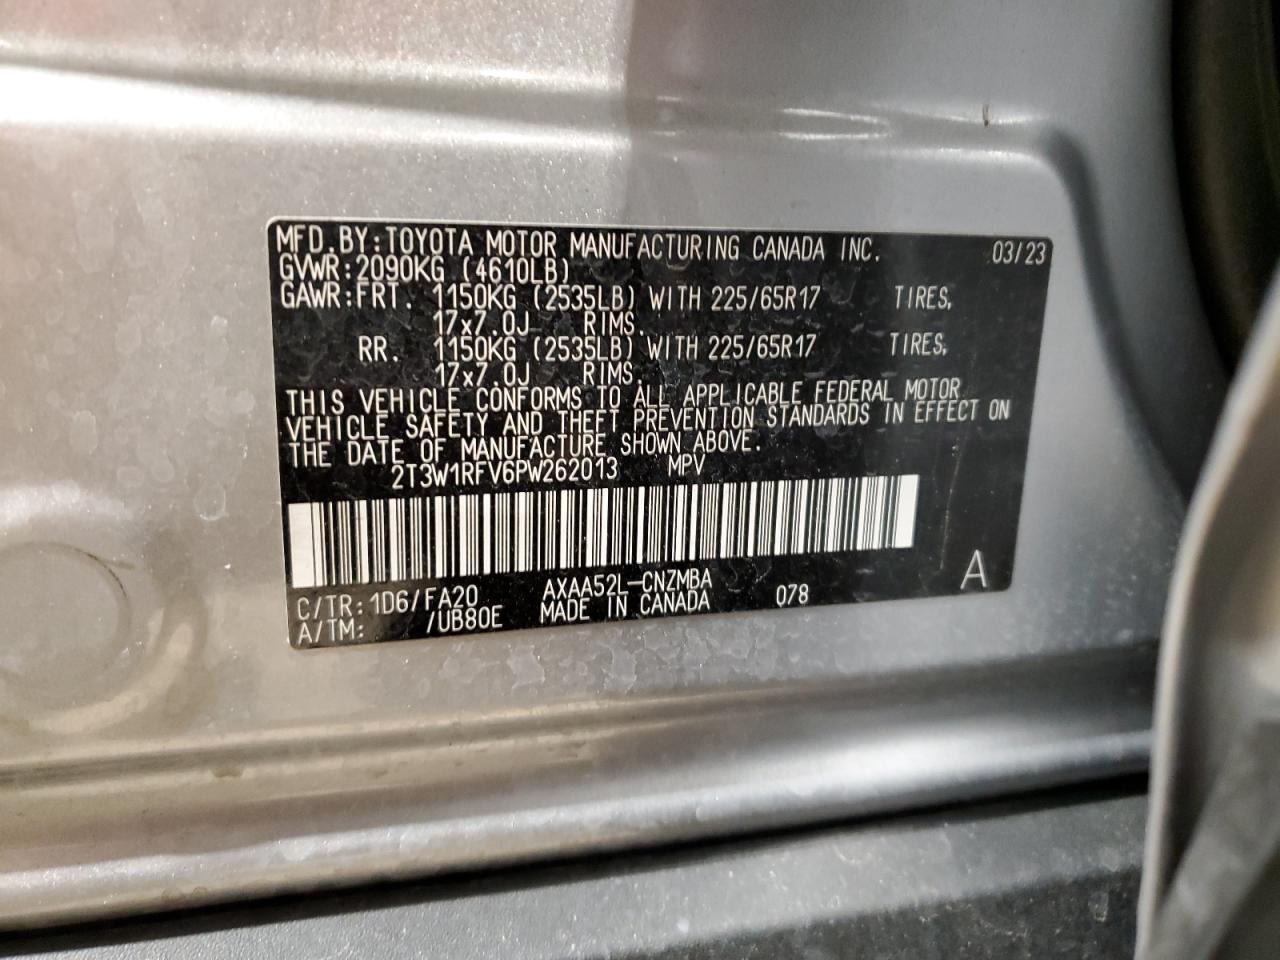 MFD.BY:TOYOTA MOTOR MANUFACTURING CANADA INC. 03/23
GVWR:2090KG (4610LB)
GAWR:FRT. 1150KG (2535LB) WITH 225/65R17 TIRES,
17x7.0J RIMS.
RR. 1150KG (2535LB) WITH 225/65R17 TIRES,
17x7.0J RIMS.
THIS VEHICLE CONFORMS TO ALL APPLICABLE FEDERAL MOTOR
VEHICLE SAFETY AND THEFT PREVENTION STANDARDS IN EFFECT ON
THE DATE OF MANUFACTURE SHOWN ABOVE.
2T3W1RFV6PW262013 MPV
C/TR:1D6/FA20 AXAA52L-CNZMBA 078 A
A/TM: /UB80E MADE IN CANADA